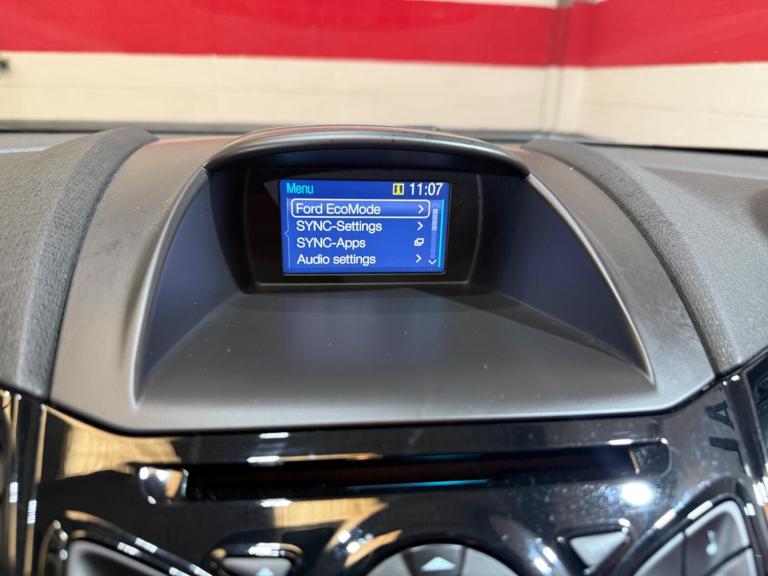 Menu 11:07
Ford EcoMode
SYNC-Settings
SYNC-Apps
Audio settings